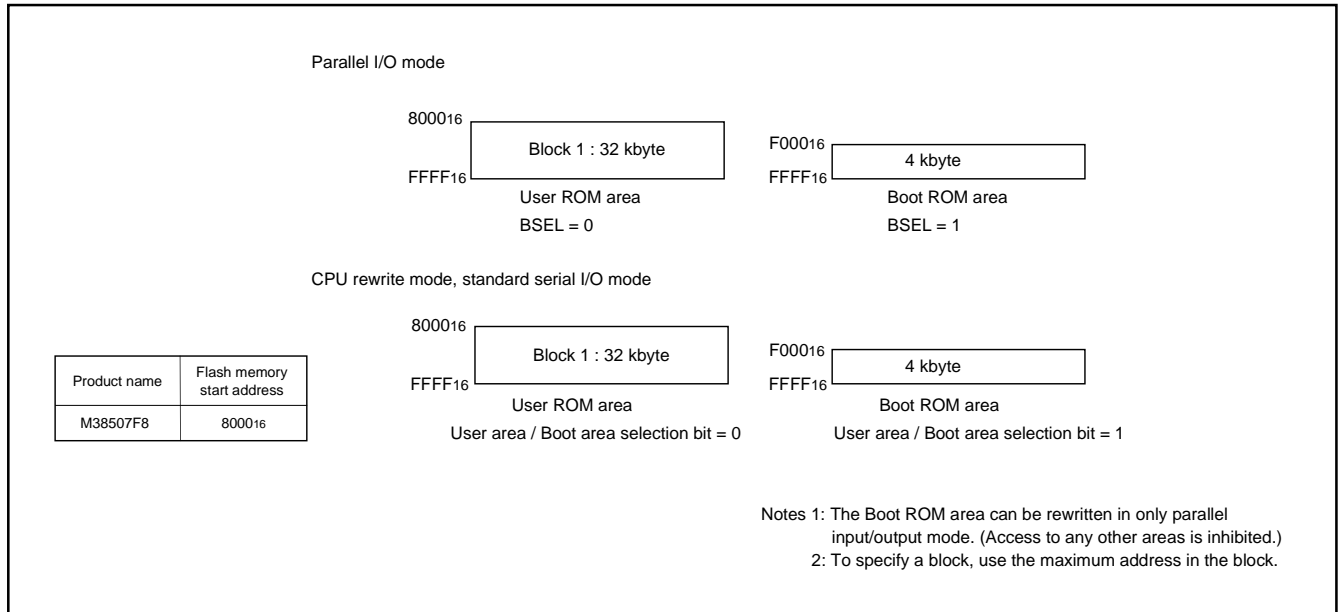 Parallel I/O mode
800016
Block 1 : 32 kbyte
FFFF16
User ROM area
BSEL = 0
F00016
4 kbyte
FFFF16
Boot ROM area
BSEL = 1
CPU rewrite mode, standard serial I/O mode
800016
Block 1 : 32 kbyte
FFFF16
User ROM area
User area / Boot area selection bit = 0
F00016
4 kbyte
FFFF16
Boot ROM area
User area / Boot area selection bit = 1
Product name
Flash memory
start address
M38507F8
800016
Notes 1: The Boot ROM area can be rewritten in only parallel
input/output mode. (Access to any other areas is inhibited.)
2: To specify a block, use the maximum address in the block.